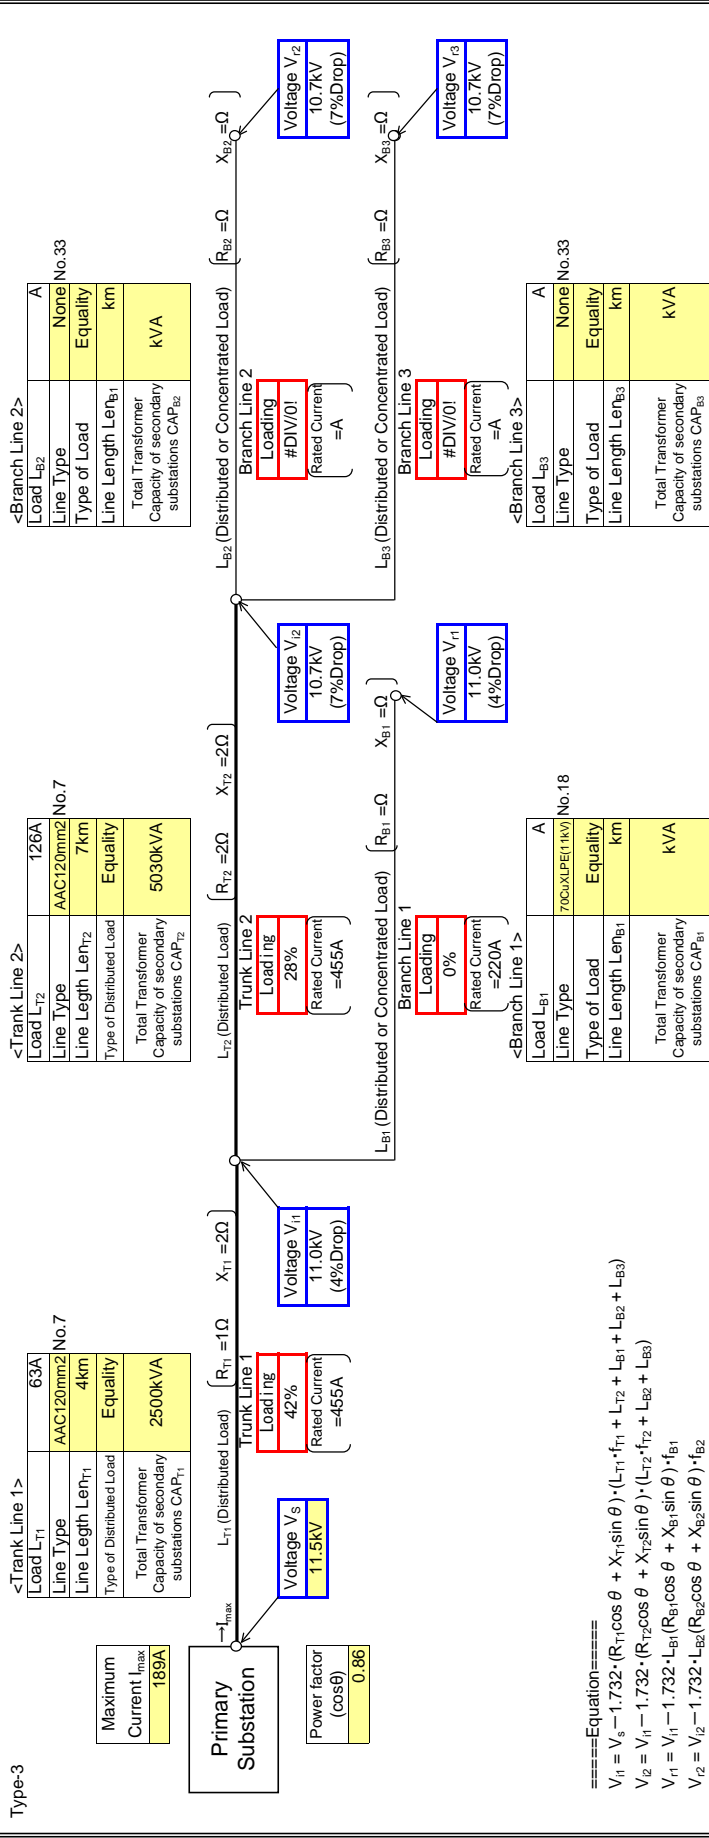 Type-3
<Trank Line 1>
Load LT1 63A
Line Type AAC120mm2 No.7
Line Legth LenT1 4km
Type of Distributed Load Equality
Total Transformer
Capacity of secondary
substations CAPT1
2500kVA
<Trank Line 2>
Load LT2 126A
Line Type AAC120mm2 No.7
Line Legth LenT2 7km
Type of Distributed Load Equality
Total Transformer
Capacity of secondary
substations CAPT2
5030kVA
<Branch Line 2>
Load LB2 A
Line Type None No.33
Type of Load Equality
Line Length LenB1 km
Total Transformer
Capacity of secondary
substations CAPB2
kVA
Maximum
Current Imax
189A
Primary
Substation
→Imax
Power factor
(cosθ)
0.86
Voltage VS
11.5kV
LT1 (Distributed Load) RT1 =1Ω XT1 =2Ω
Trunk Line 1
Loading
42%
Rated Current
=455A
Voltage Vi1
11.0kV
(4%Drop)
LT2 (Distributed Load) RT2 =2Ω XT2 =2Ω
Trunk Line 2
Loading
28%
Rated Current
=455A
Voltage Vi2
10.7kV
(7%Drop)
LB2 (Distributed or Concentrated Load) RB2 =Ω XB2 =Ω
Branch Line 2
Loading
#DIV/0!
Rated Current
=A
Voltage Vr2
10.7kV
(7%Drop)
LB1 (Distributed or Concentrated Load) RB1 =Ω XB1 =Ω
Branch Line 1
Loading
0%
Rated Current
=220A
Voltage Vr1
11.0kV
(4%Drop)
LB3 (Distributed or Concentrated Load) RB3 =Ω XB3 =Ω
Branch Line 3
Loading
#DIV/0!
Rated Current
=A
Voltage Vr3
10.7kV
(7%Drop)
<Branch Line 1>
Load LB1 A
Line Type 70CuXLPE(11kV) No.18
Type of Load Equality
Line Length LenB1 km
Total Transformer
Capacity of secondary
substations CAPB1
kVA
<Branch Line 3>
Load LB3 A
Line Type None No.33
Type of Load Equality
Line Length LenB3 km
Total Transformer
Capacity of secondary
substations CAPB3
kVA
=====Equation=====
Vi1 = Vs－1.732・(RT1cos θ + XT1sin θ)・(LT1・fT1 + LT2 + LB1 + LB2 + LB3)
Vi2 = Vi1－1.732・(RT2cos θ + XT2sin θ)・(LT2・fT2 + LB2 + LB3)
Vr1 = Vi1－1.732・LB1(RB1cos θ + XB1sin θ)・fB1
Vr2 = Vi2－1.732・LB2(RB2cos θ + XB2sin θ)・fB2